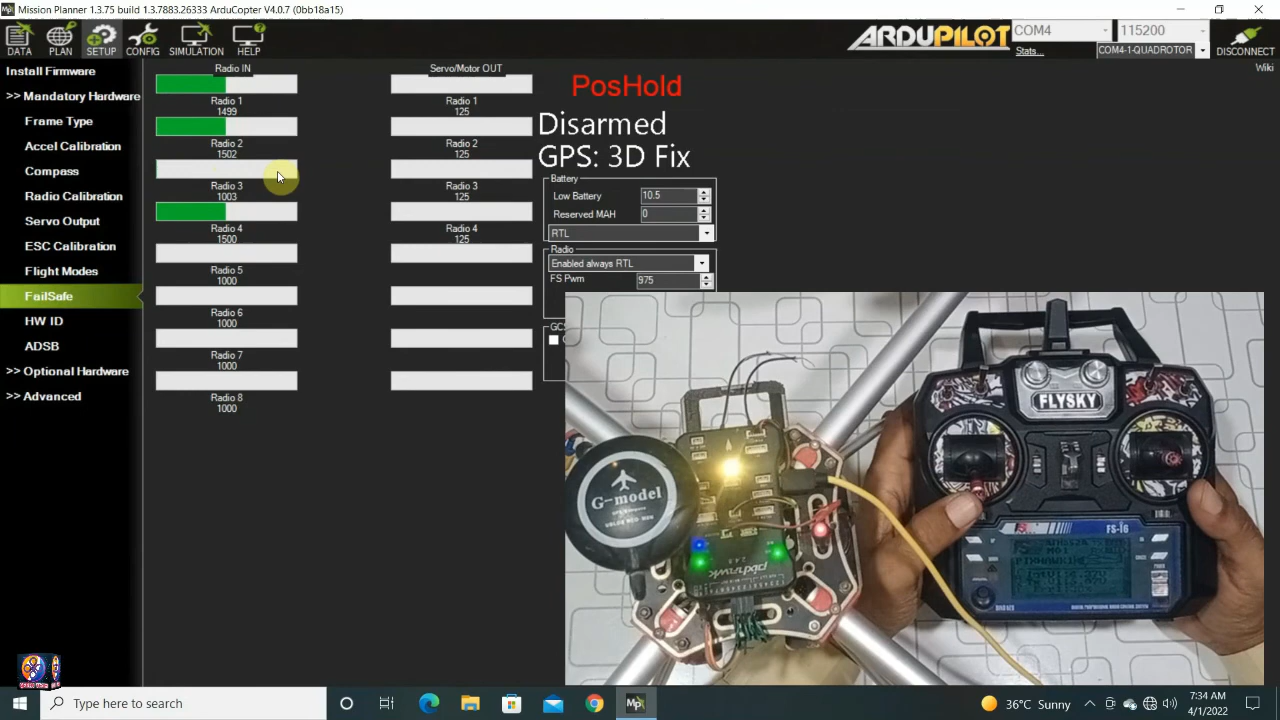 Mission Planner 1.3.75 build 1.3.7883.26333 ArduCopter V4.0.7 (0bb18a15)
DATA PLAN SETUP CONFIG SIMULATION HELP
ARDUPILOT
COM4 115200
Stats... COM4-1-QUADROTOR DISCONNECT
Wiki
Install Firmware
>> Mandatory Hardware
Frame Type
Accel Calibration
Compass
Radio Calibration
Servo Output
ESC Calibration
Flight Modes
FailSafe
HW ID
ADSB
>> Optional Hardware
>> Advanced
Radio IN
Radio 1
1499
Radio 2
1502
Radio 3
1003
Radio 4
1500
Radio 5
1000
Radio 6
1000
Radio 7
1000
Radio 8
1000
Servo/Motor OUT
Radio 1
125
Radio 2
125
Radio 3
125
Radio 4
125
PosHold
Disarmed
GPS: 3D Fix
Battery
Low Battery 10.5
Reserved MAH 0
RTL
Radio
Enabled always RTL
FS Pwm 975
G-model
pixhawk
FLYSKY
FS-i6
Type here to search
36°C Sunny
7:34 AM
4/1/2022